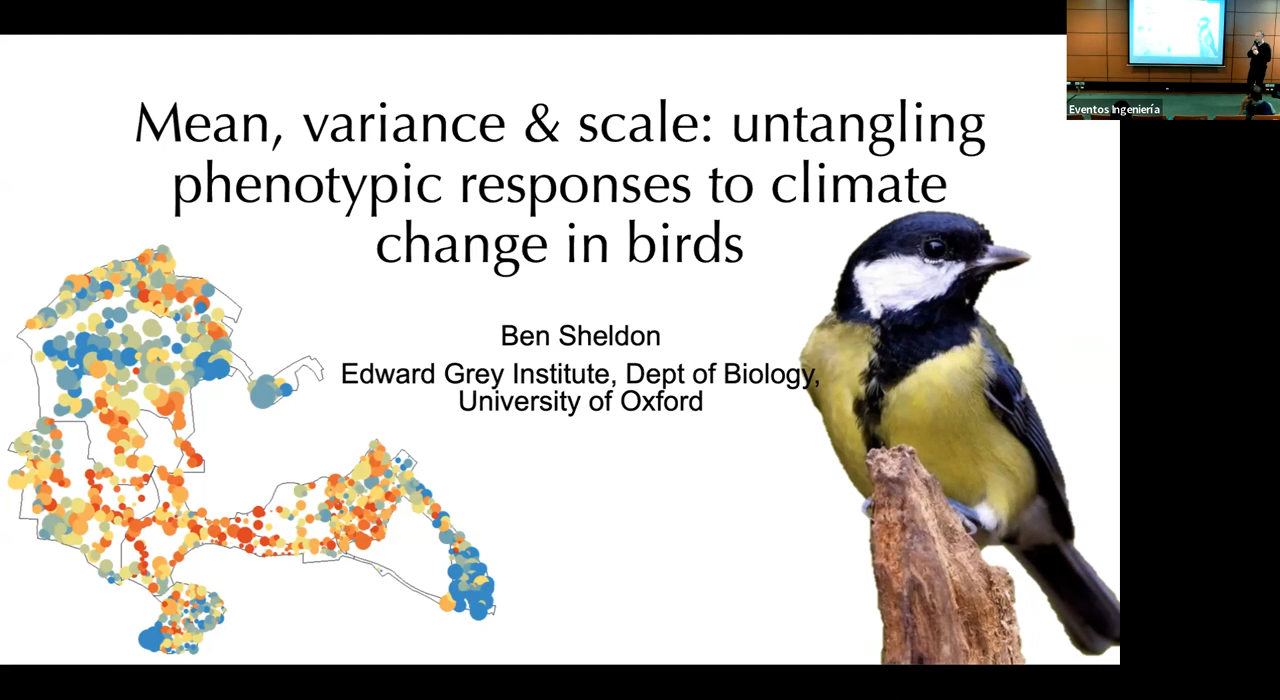 Mean, variance & scale: untangling
phenotypic responses to climate
change in birds
Ben Sheldon
Edward Grey Institute, Dept of Biology,
University of Oxford
Eventos Ingeniería